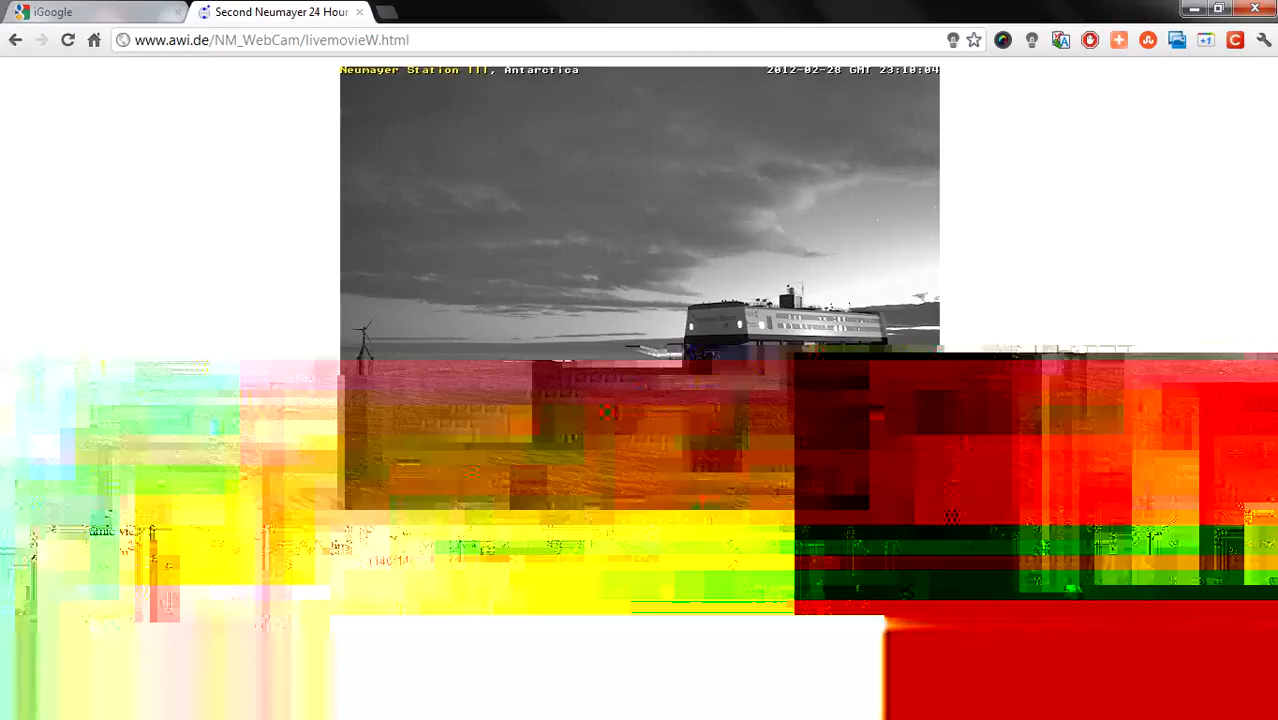 iGoogle
Second Neumayer 24 Hour
www.awi.de/NM_WebCam/livemovieW.html
Neumayer Station III, Antarctica
2012-02-28 GMT 23:10:04